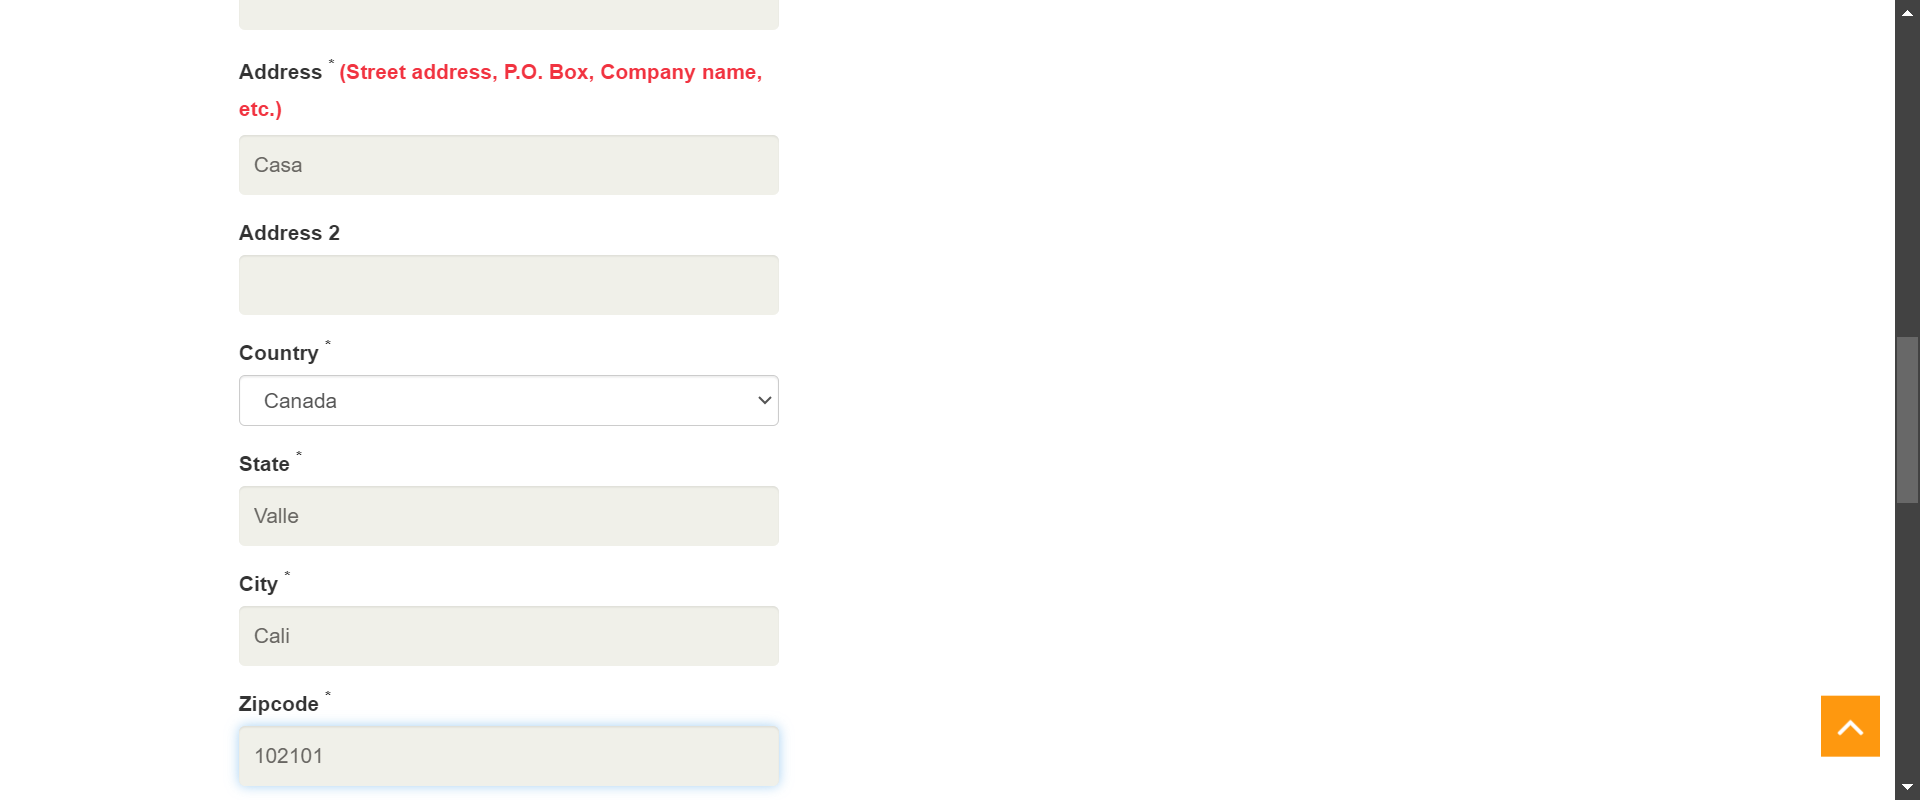 Address * (Street address, P.O. Box, Company name,
etc.)
Casa
Address 2
Country *
Canada
State *
Valle
City *
Cali
Zipcode *
102101